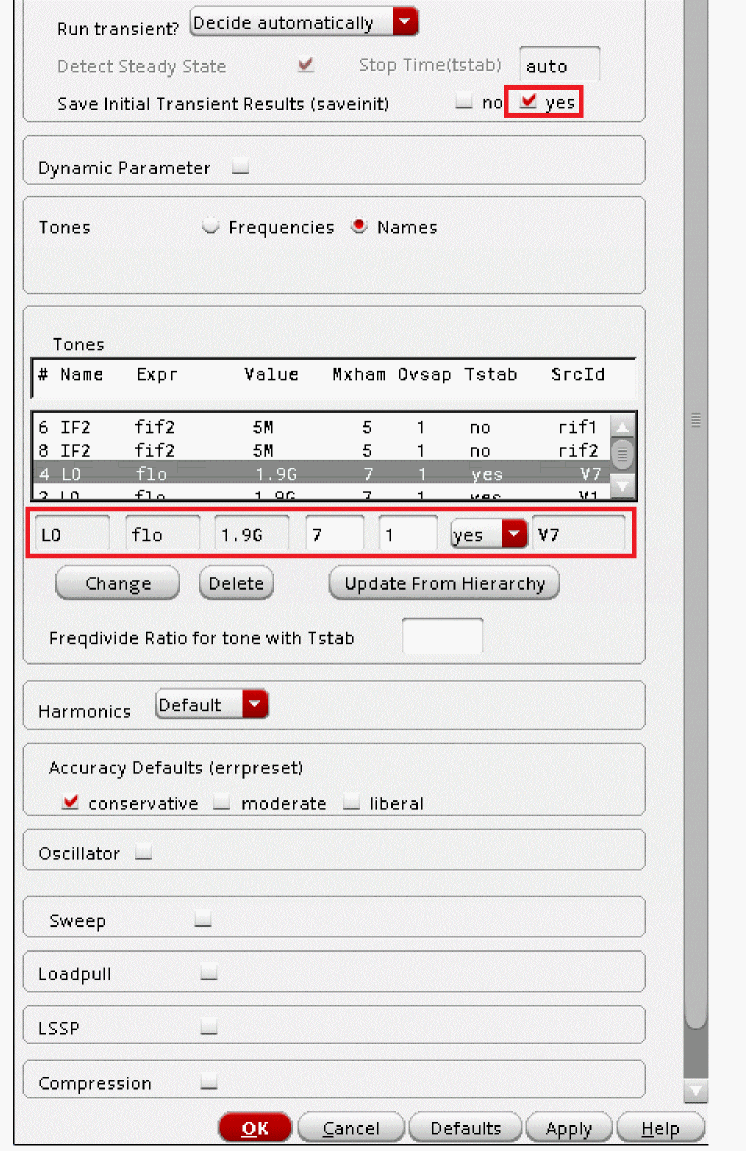 Run transient? Decide automatically
Detect Steady State Stop Time(tstab) auto
Save Initial Transient Results (saveinit) no yes
Dynamic Parameter
Tones Frequencies Names
Tones
# Name Expr Value Mxham Ovsap Tstab SrcId
6 IF2 fif2 5M 5 1 no rif1
8 IF2 fif2 5M 5 1 no rif2
4 LO flo 1.9G 7 1 yes V7
2 LO flo 1.9G 7 1 yes V1
LO flo 1.9G 7 1 yes V7
Change Delete Update From Hierarchy
Freqdivide Ratio for tone with Tstab
Harmonics Default
Accuracy Defaults (errpreset)
conservative moderate liberal
Oscillator
Sweep
Loadpull
LSSP
Compression
OK Cancel Defaults Apply Help